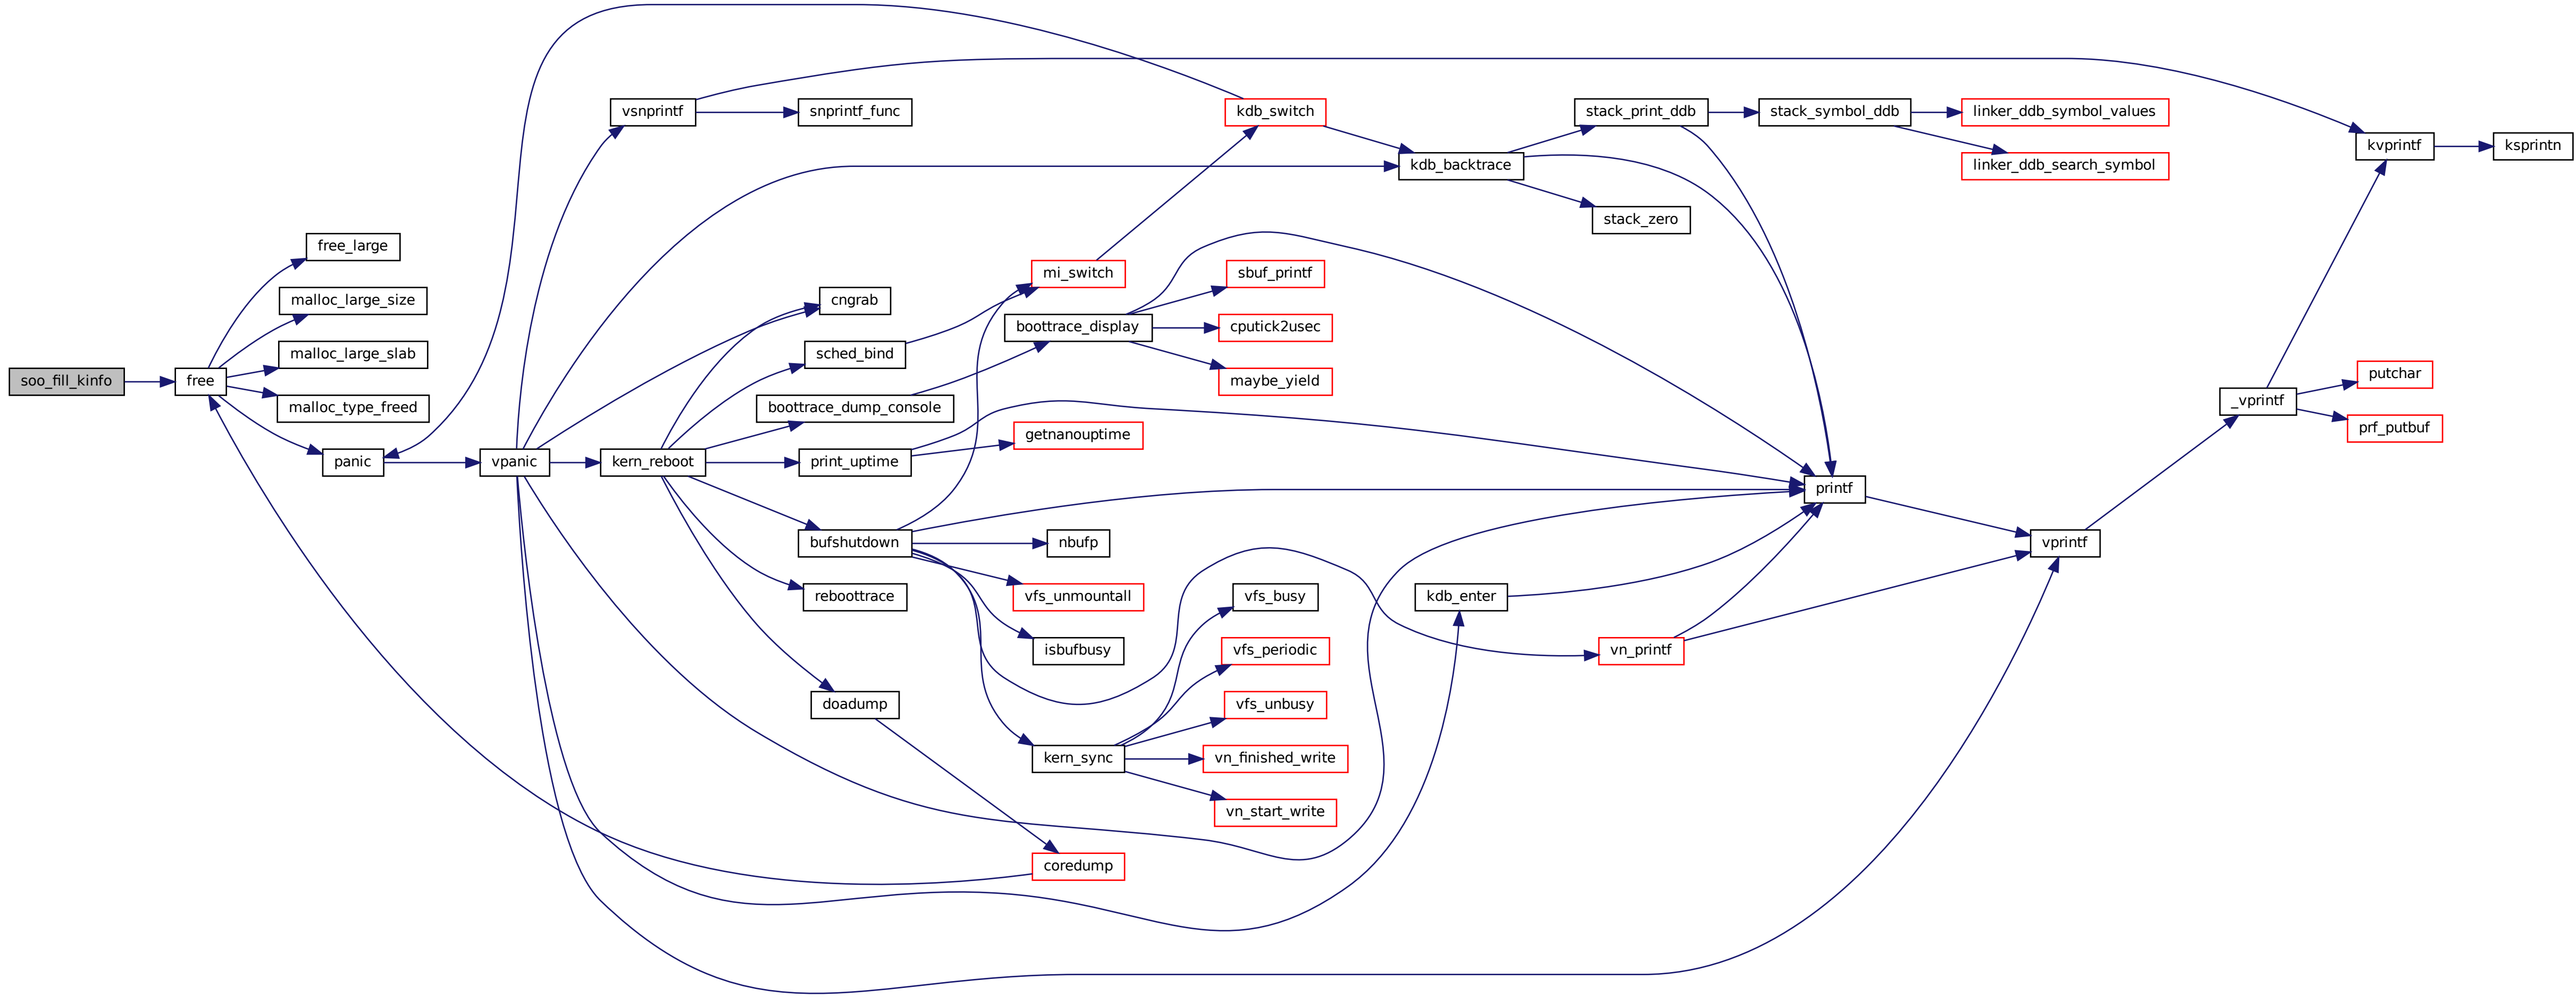 soo_fill_kinfo
free
free_large
malloc_large_size
malloc_large_slab
malloc_type_freed
panic
vpanic
vsnprintf
snprintf_func
kern_reboot
cngrab
sched_bind
boottrace_dump_console
print_uptime
bufshutdown
reboottrace
doadump
mi_switch
boottrace_display
getnanouptime
nbufp
vfs_unmountall
isbufbusy
kern_sync
coredump
kdb_switch
sbuf_printf
cputick2usec
maybe_yield
vfs_busy
vfs_periodic
vfs_unbusy
vn_finished_write
vn_start_write
kdb_backtrace
kdb_enter
stack_print_ddb
stack_zero
vn_printf
stack_symbol_ddb
printf
linker_ddb_symbol_values
linker_ddb_search_symbol
vprintf
_vprintf
kvprintf
putchar
prf_putbuf
ksprintn